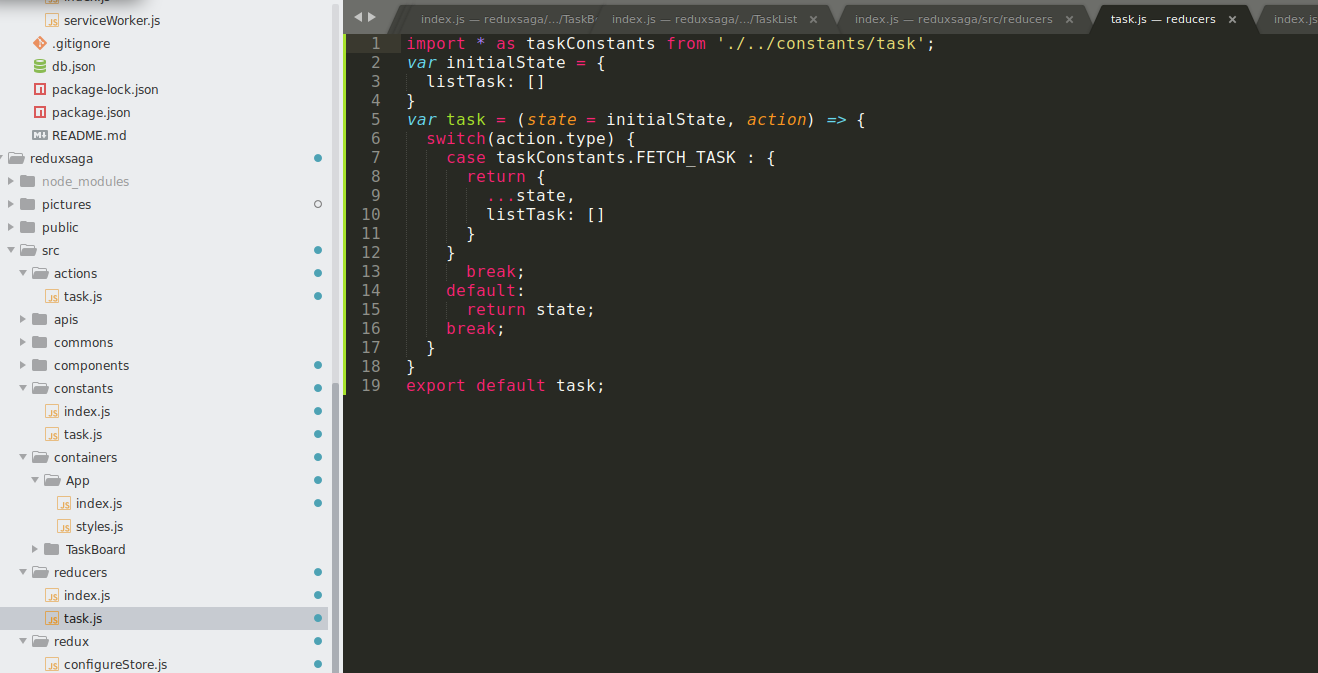 index.js
serviceWorker.js
.gitignore
db.json
package-lock.json
package.json
README.md
reduxsaga
node_modules
pictures
public
src
actions
task.js
apis
commons
components
constants
index.js
task.js
containers
App
index.js
styles.js
TaskBoard
reducers
index.js
task.js
redux
configureStore.js
index.js — reduxsaga/.../TaskB
index.js — reduxsaga/.../TaskList ×
index.js — reduxsaga/src/reducers ×
task.js — reducers ×
index.js
1 import * as taskConstants from './../constants/task';
2 var initialState = {
3 listTask: []
4 }
5 var task = (state = initialState, action) => {
6 switch(action.type) {
7 case taskConstants.FETCH_TASK : {
8 return {
9 ...state,
10 listTask: []
11 }
12 }
13 break;
14 default:
15 return state;
16 break;
17 }
18 }
19 export default task;